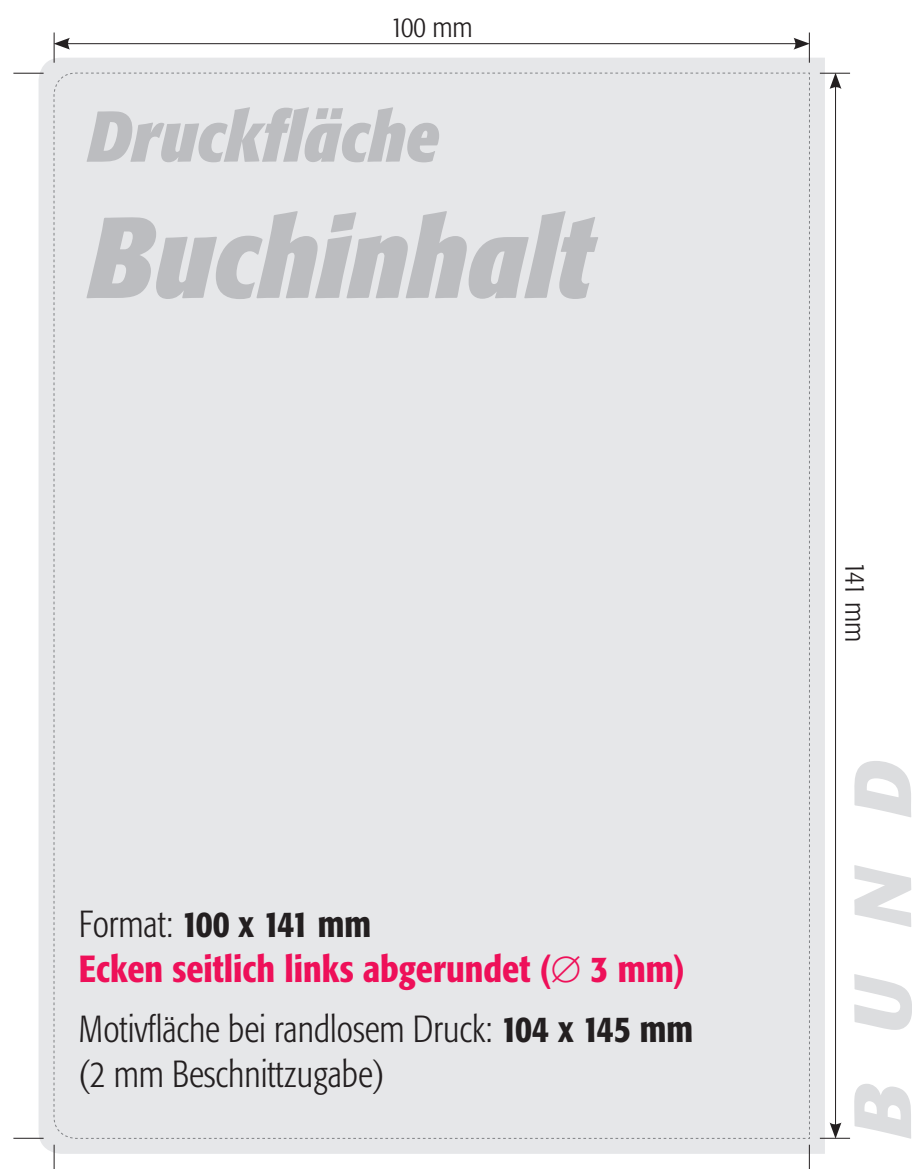 100 mm
Druckfläche
Buchinhalt
141 mm
BUND
Format: 100 x 141 mm
Ecken seitlich links abgerundet (∅ 3 mm)
Motivfläche bei randlosem Druck: 104 x 145 mm
(2 mm Beschnittzugabe)